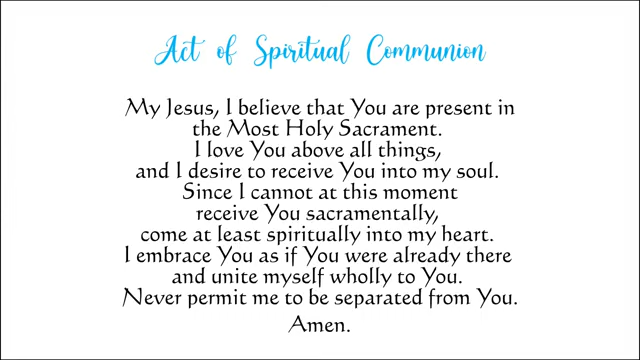 Act of Spiritual Communion
My Jesus, I believe that You are present in
the Most Holy Sacrament.
I love You above all things,
and I desire to receive You into my soul.
Since I cannot at this moment
receive You sacramentally,
come at least spiritually into my heart.
I embrace You as if You were already there
and unite myself wholly to You.
Never permit me to be separated from You.
Amen.